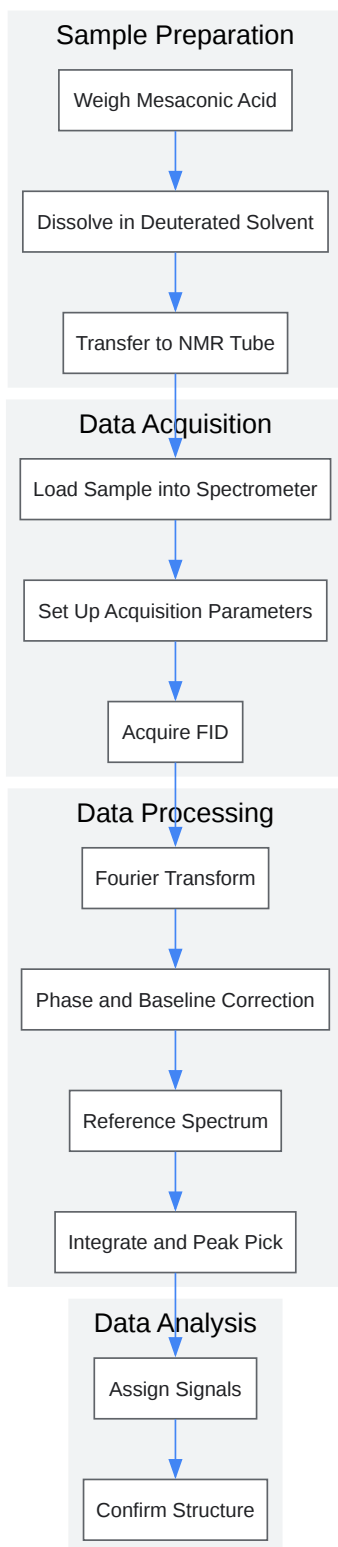 Sample Preparation
Weigh Mesaconic Acid
Dissolve in Deuterated Solvent
Transfer to NMR Tube
Data Acquisition
Load Sample into Spectrometer
Set Up Acquisition Parameters
Acquire FID
Data Processing
Fourier Transform
Phase and Baseline Correction
Reference Spectrum
Integrate and Peak Pick
Data Analysis
Assign Signals
Confirm Structure